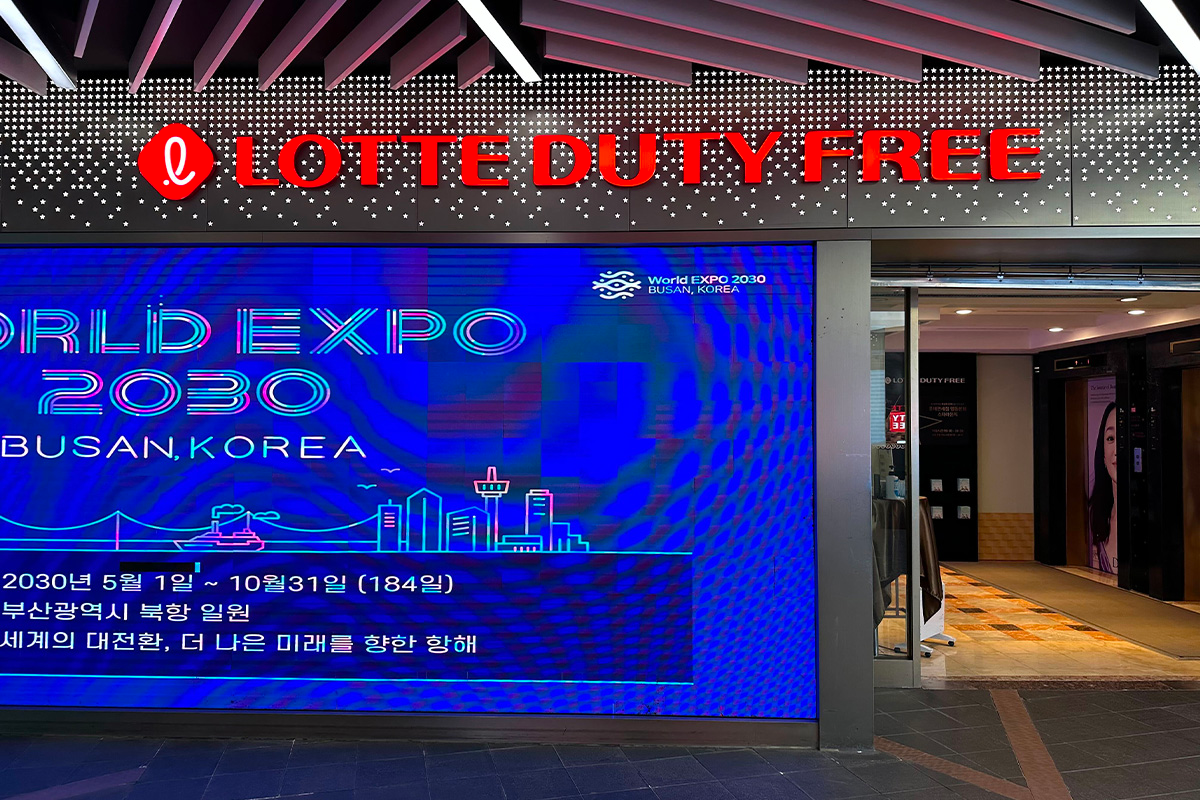 LOTTE DUTY FREE
World EXPO 2030
BUSAN, KOREA
ORLD EXPO
2030
BUSAN, KOREA
2030년 5월 1일 ~ 10월31일 (184일)
부산광역시 북항 일원
세계의 대전환, 더 나은 미래를 향한 항해
DUTY FREE